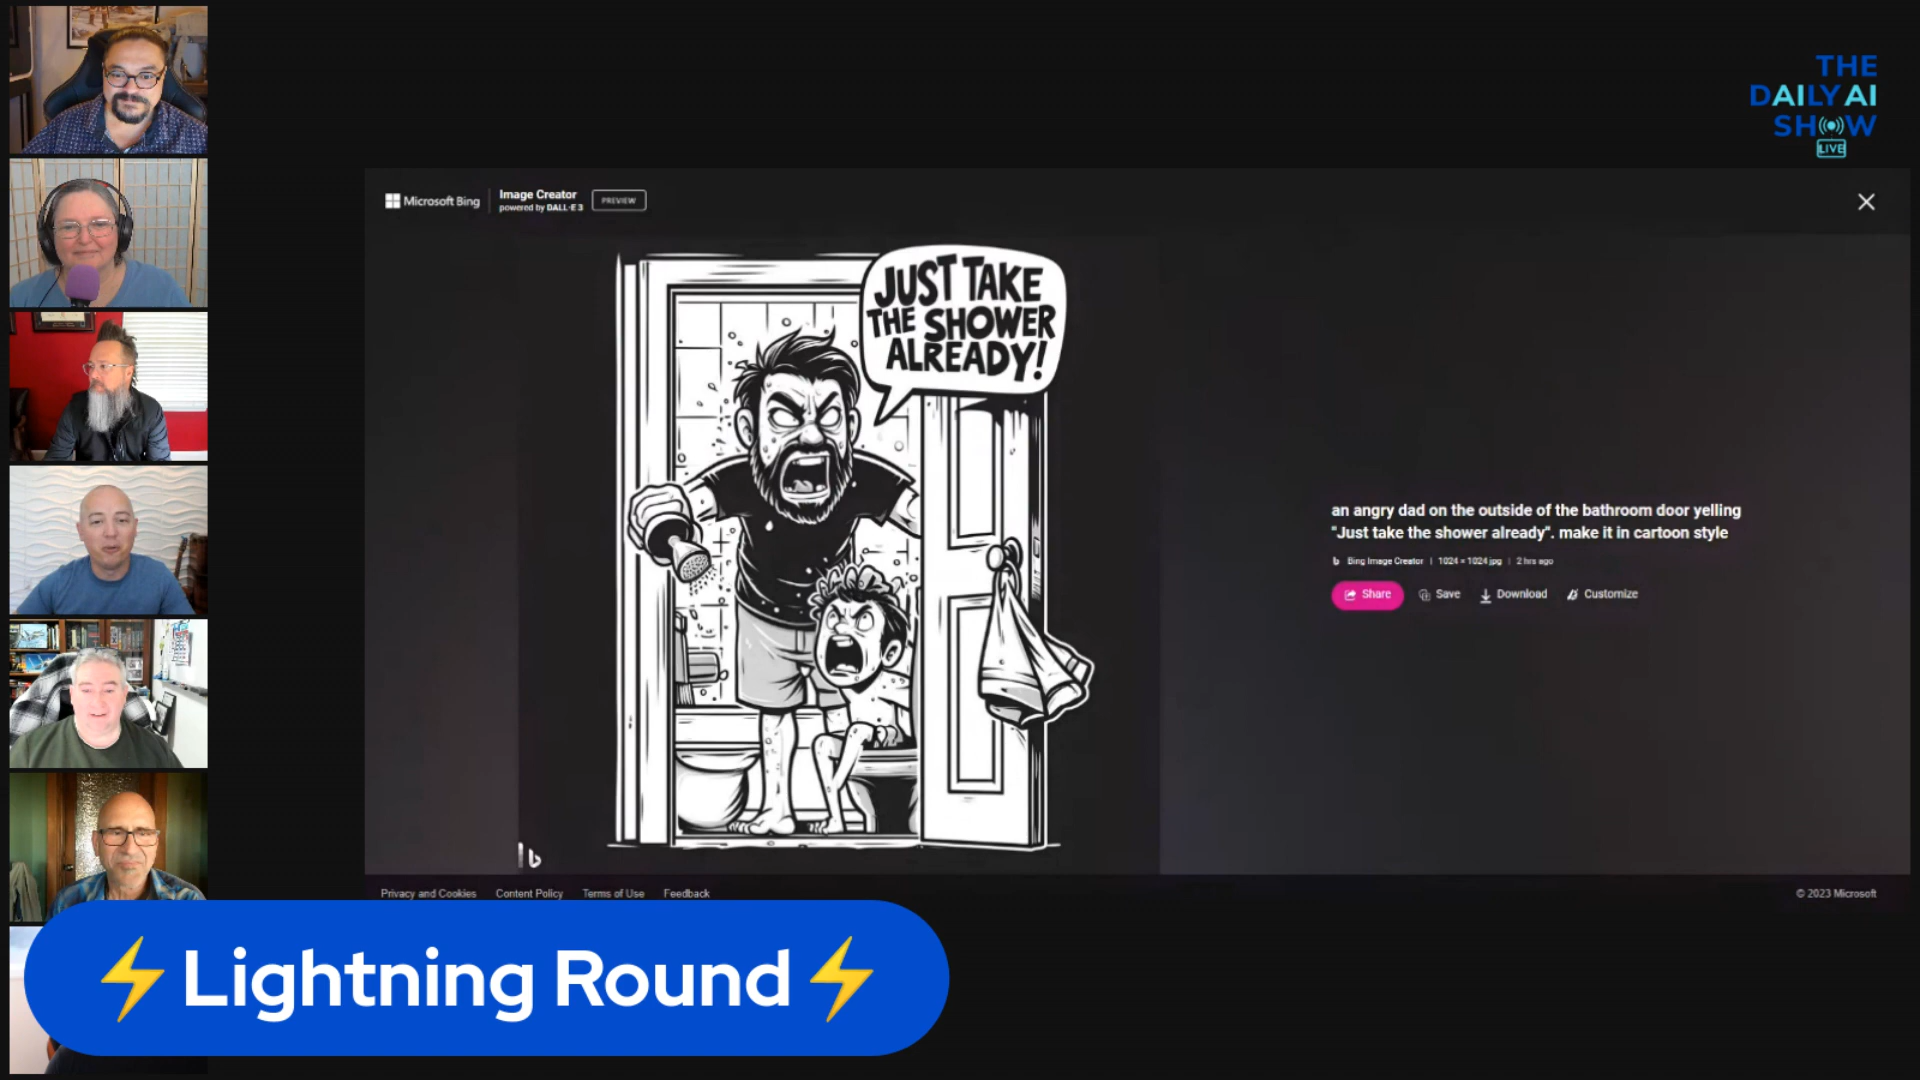 THE
DAILY AI
SHOW
LIVE
Microsoft Bing
Image Creator
powered by DALL·E 3
PREVIEW
JUST TAKE
THE SHOWER
ALREADY!
an angry dad on the outside of the bathroom door yelling
"Just take the shower already". make it in cartoon style
Bing Image Creator | 1024 × 1024 jpg | 2 hrs ago
Share Save Download Customize
b
Privacy and Cookies Content Policy Terms of Use Feedback
© 2023 Microsoft
⚡Lightning Round⚡